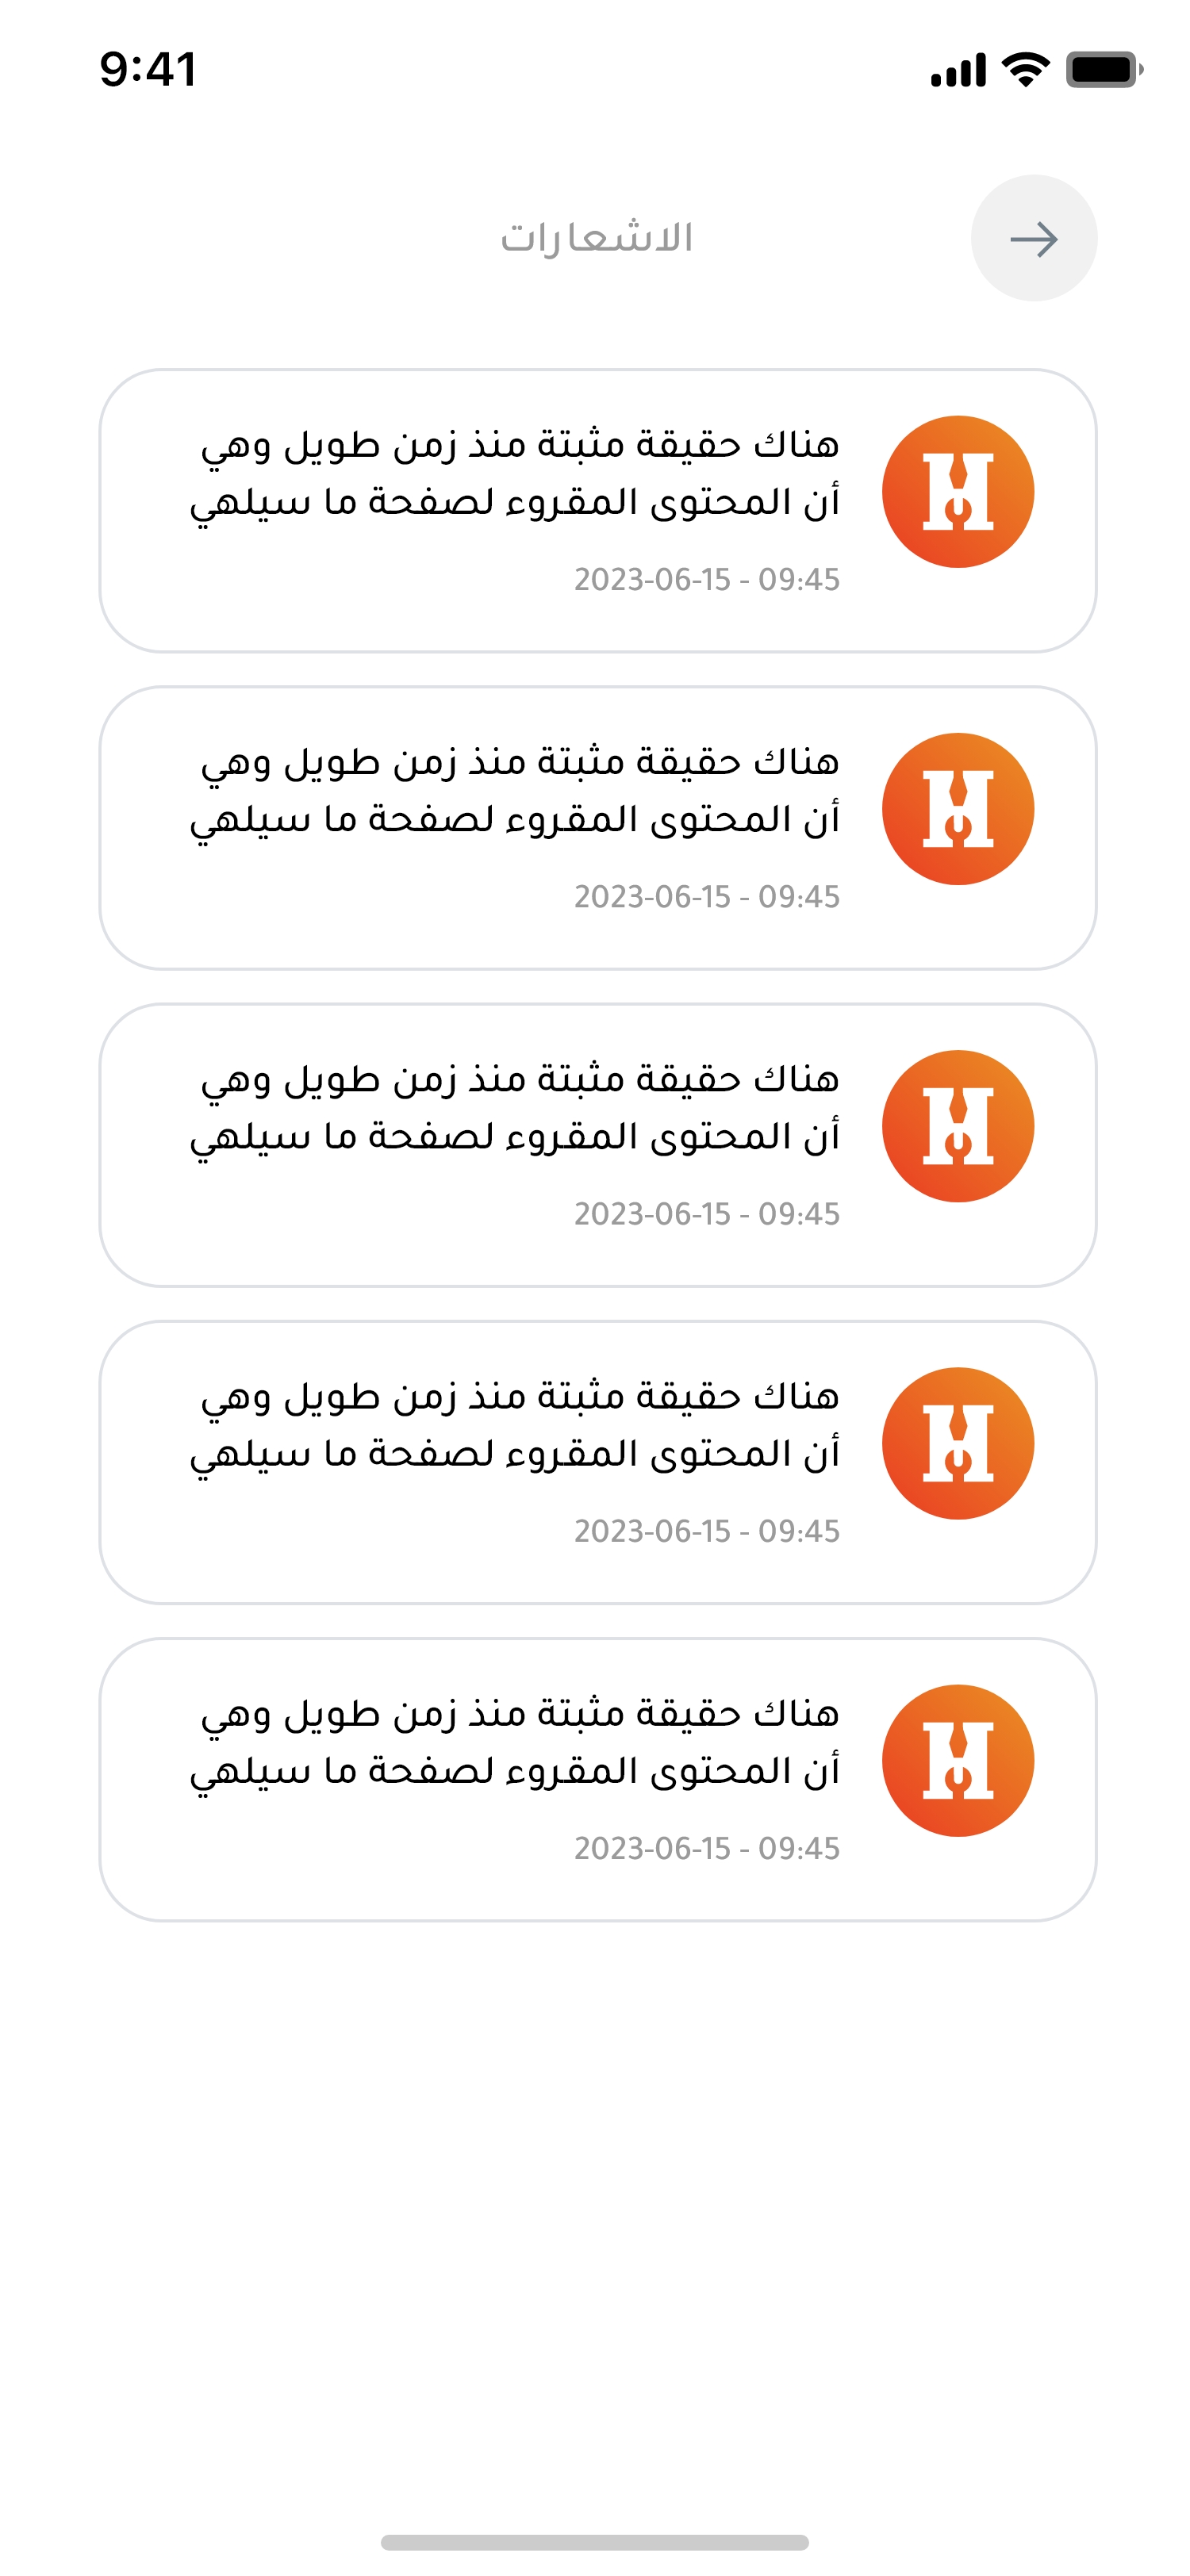 9:41
الاشعارات
هناك حقيقة مثبتة منذ زمن طويل وهي
أن المحتوى المقروء لصفحة ما سيلهي
2023-06-15 - 09:45
هناك حقيقة مثبتة منذ زمن طويل وهي
أن المحتوى المقروء لصفحة ما سيلهي
2023-06-15 - 09:45
هناك حقيقة مثبتة منذ زمن طويل وهي
أن المحتوى المقروء لصفحة ما سيلهي
2023-06-15 - 09:45
هناك حقيقة مثبتة منذ زمن طويل وهي
أن المحتوى المقروء لصفحة ما سيلهي
2023-06-15 - 09:45
هناك حقيقة مثبتة منذ زمن طويل وهي
أن المحتوى المقروء لصفحة ما سيلهي
2023-06-15 - 09:45